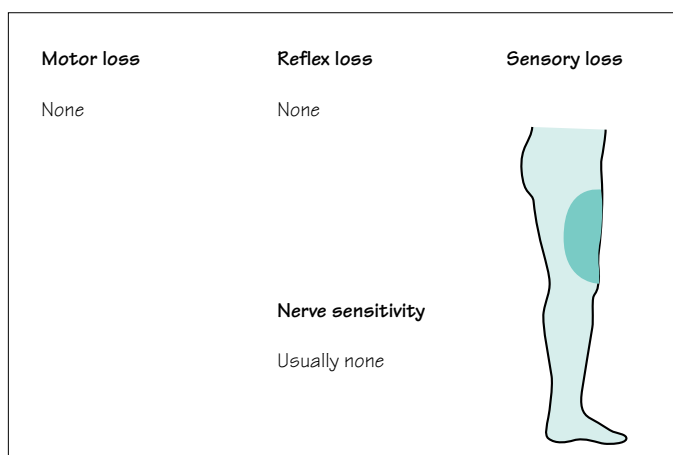 Motor loss
Reflex loss
Sensory loss
None
None
Nerve sensitivity
Usually none